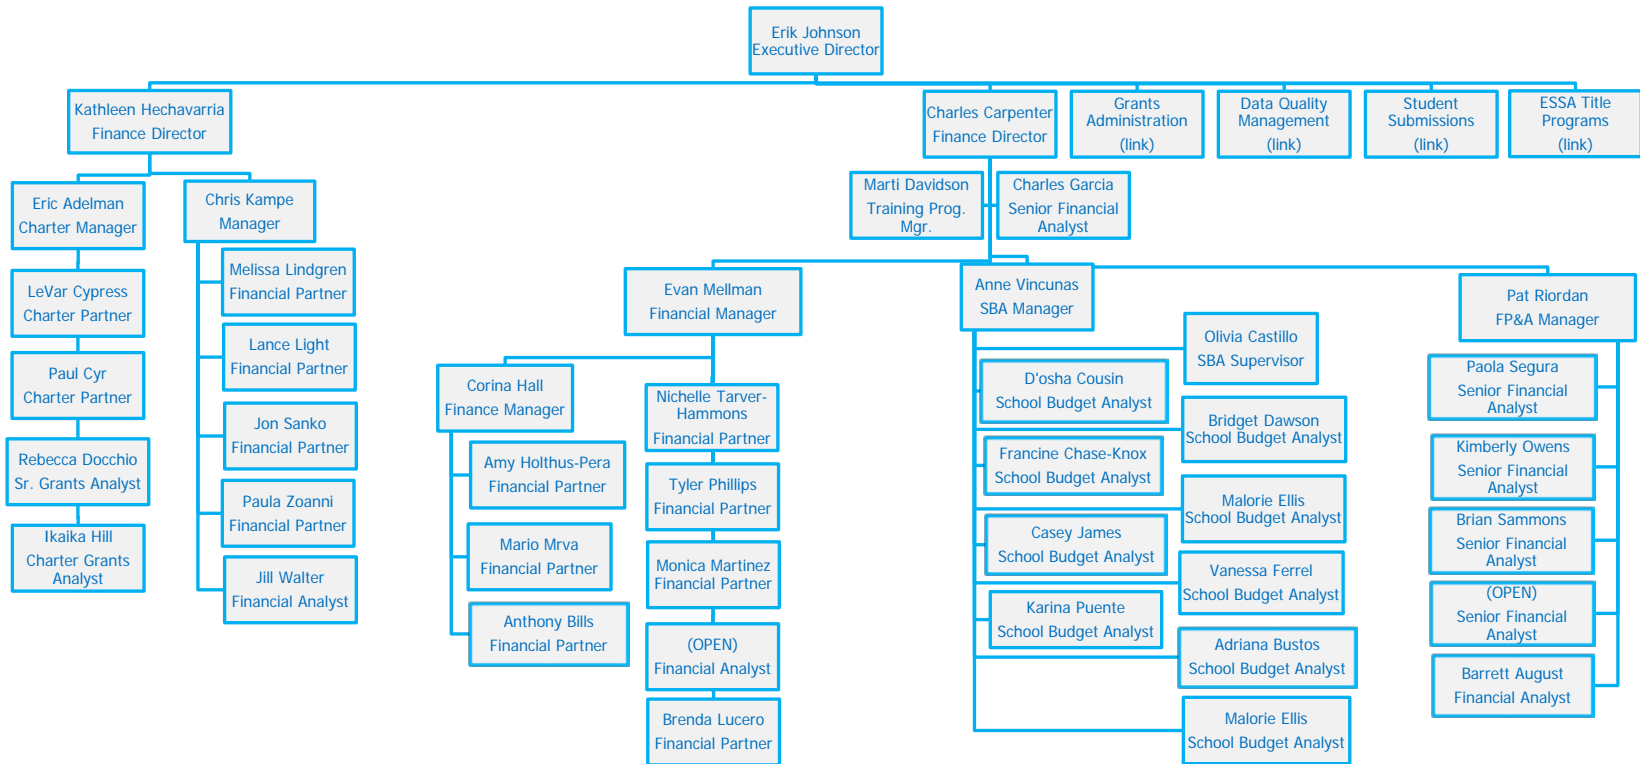 Erik Johnson
Executive Director
Kathleen Hechavarria
Finance Director
Charles Carpenter
Finance Director
Grants
Administration
(link)
Data Quality
Management
(link)
Student
Submissions
(link)
ESSA Title
Programs
(link)
Eric Adelman
Charter Manager
Chris Kampe
Manager
Marti Davidson
Training Prog.
Mgr.
Charles Garcia
Senior Financial
Analyst
LeVar Cypress
Charter Partner
Paul Cyr
Charter Partner
Rebecca Docchio
Sr. Grants Analyst
Ikaika Hill
Charter Grants
Analyst
Melissa Lindgren
Financial Partner
Lance Light
Financial Partner
Jon Sanko
Financial Partner
Paula Zoanni
Financial Partner
Jill Walter
Financial Analyst
Evan Mellman
Financial Manager
Anne Vincunas
SBA Manager
Pat Riordan
FP&A Manager
Corina Hall
Finance Manager
Amy Holthus-Pera
Financial Partner
Mario Mrva
Financial Partner
Anthony Bills
Financial Partner
Nichelle Tarver-
Hammons
Financial Partner
Tyler Phillips
Financial Partner
Monica Martinez
Financial Partner
(OPEN)
Financial Analyst
Brenda Lucero
Financial Partner
Olivia Castillo
SBA Supervisor
D'osha Cousin
School Budget Analyst
Bridget Dawson
School Budget Analyst
Francine Chase-Knox
School Budget Analyst
Malorie Ellis
School Budget Analyst
Casey James
School Budget Analyst
Vanessa Ferrel
School Budget Analyst
Karina Puente
School Budget Analyst
Adriana Bustos
School Budget Analyst
Malorie Ellis
School Budget Analyst
Paola Segura
Senior Financial
Analyst
Kimberly Owens
Senior Financial
Analyst
Brian Sammons
Senior Financial
Analyst
(OPEN)
Senior Financial
Analyst
Barrett August
Financial Analyst